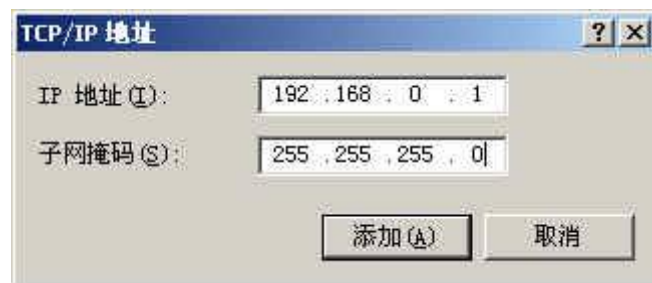 TCP/IP 地址
IP 地址(I): 192 . 168 . 0 . 1
子网掩码(S): 255 . 255 . 255 . 0
添加(A) 取消